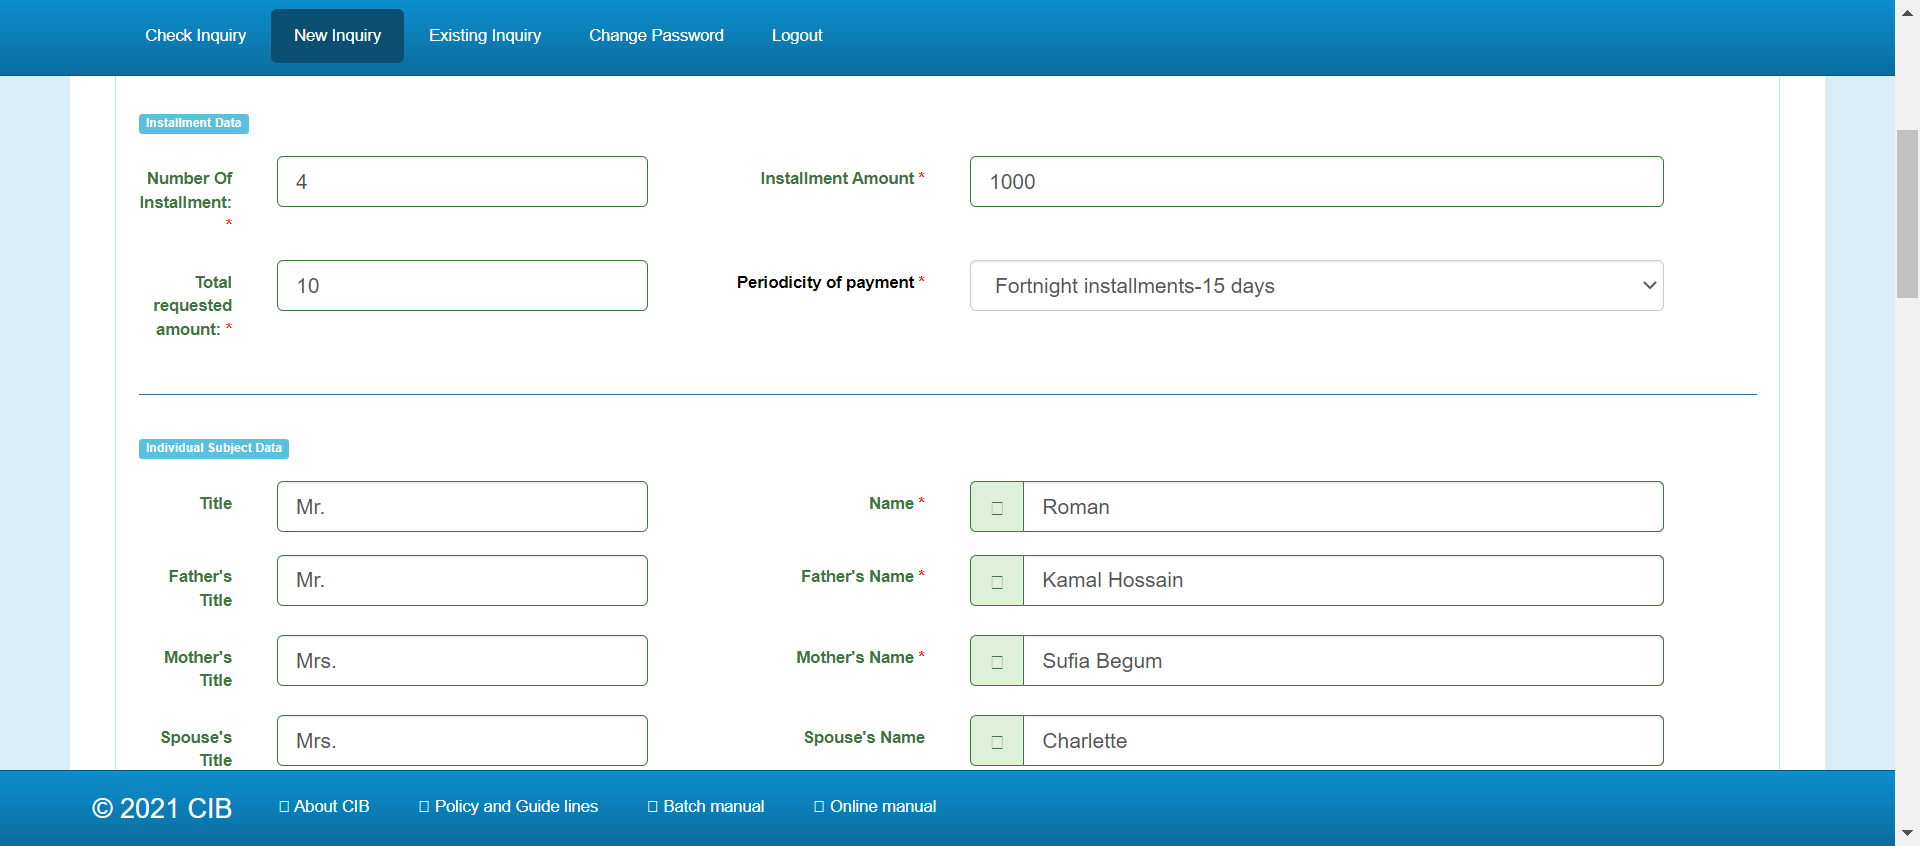 Check Inquiry New Inquiry Existing Inquiry Change Password Logout
Installment Data
Number Of Installment: * 4 Installment Amount * 1000
Total requested amount: * 10 Periodicity of payment * Fortnight installments-15 days
Individual Subject Data
Title Mr. Name * Roman
Father's Title Mr. Father's Name * Kamal Hossain
Mother's Title Mrs. Mother's Name * Sufia Begum
Spouse's Title Mrs. Spouse's Name Charlette
© 2021 CIB About CIB Policy and Guide lines Batch manual Online manual